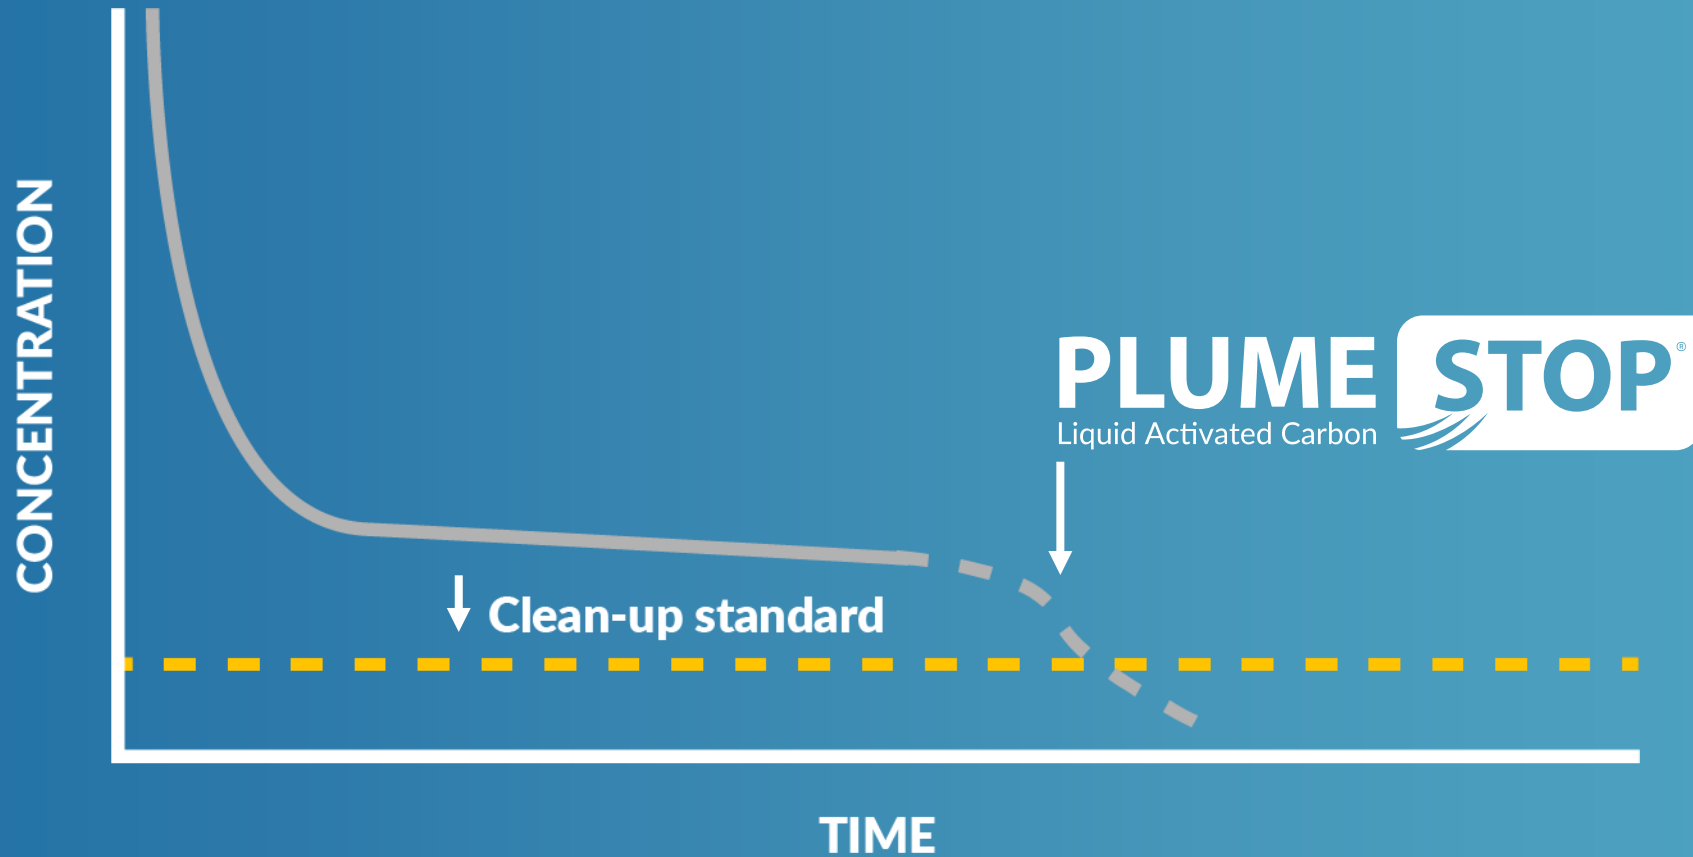 CONCENTRATION
PLUME STOP®
Liquid Activated Carbon
Clean-up standard
TIME